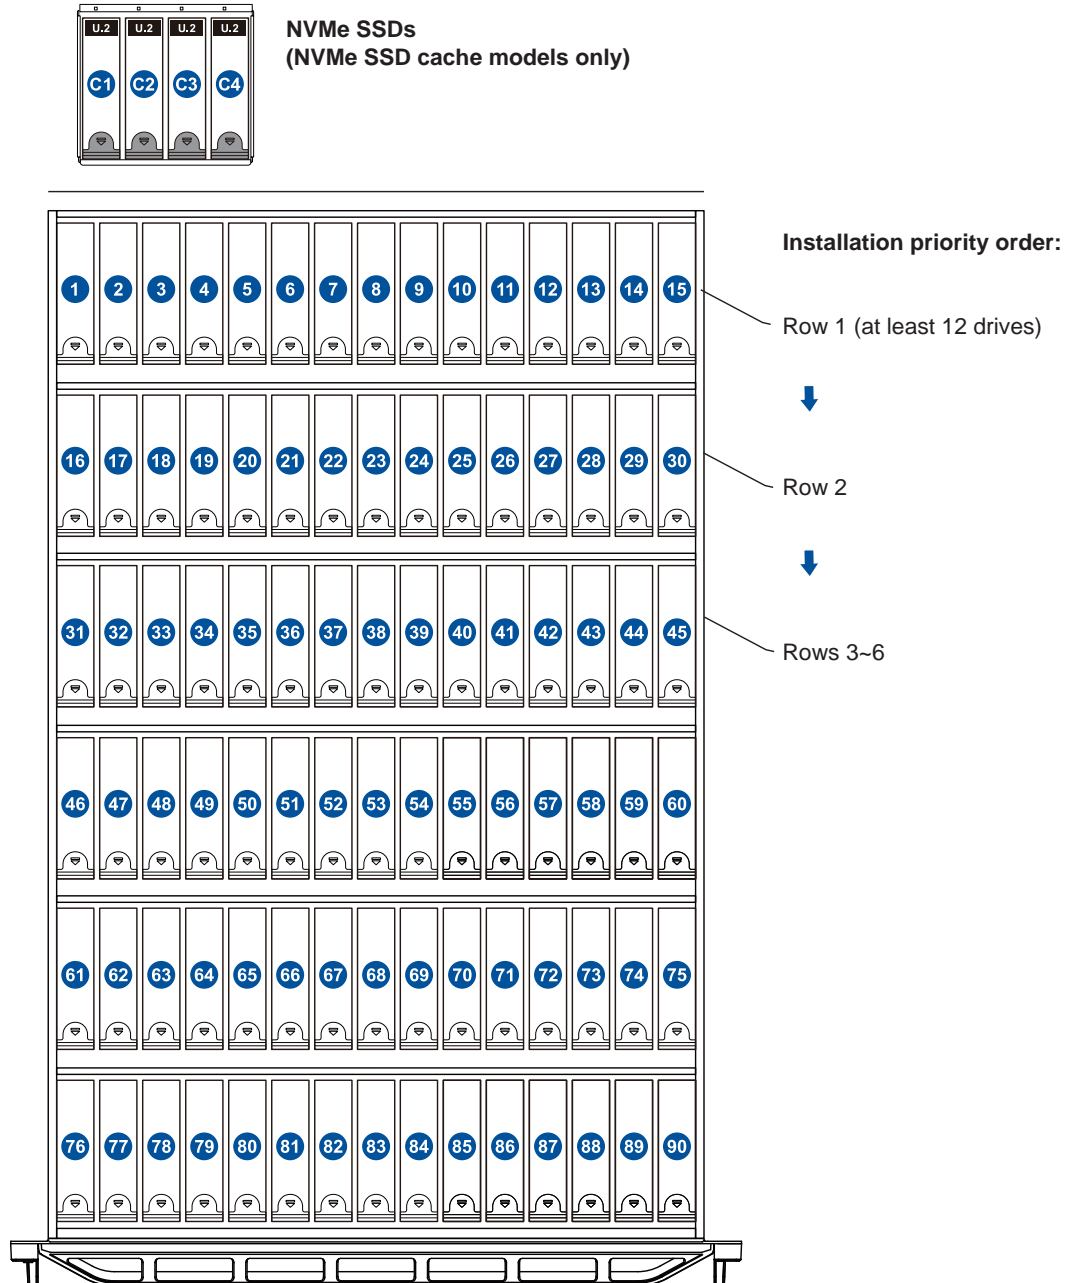 U.2 U.2 U.2 U.2
C1 C2 C3 C4
NVMe SSDs
(NVMe SSD cache models only)
Installation priority order:
1 2 3 4 5 6 7 8 9 10 11 12 13 14 15
Row 1 (at least 12 drives)
16 17 18 19 20 21 22 23 24 25 26 27 28 29 30
Row 2
31 32 33 34 35 36 37 38 39 40 41 42 43 44 45
Rows 3~6
46 47 48 49 50 51 52 53 54 55 56 57 58 59 60
61 62 63 64 65 66 67 68 69 70 71 72 73 74 75
76 77 78 79 80 81 82 83 84 85 86 87 88 89 90